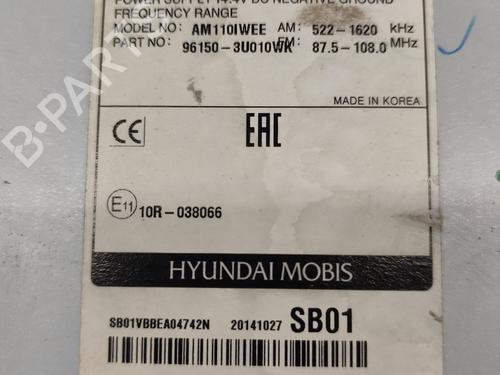 POWER SUPPLY 14.4V DC NEGATIVE GROUND
FREQUENCY RANGE
MODEL NO: AM110IWEE AM: 522-1620 kHz
PART NO: 96150-3U010WK FM: 87.5-108.0 MHz
MADE IN KOREA
CE
EAC
E11 10R-038066
HYUNDAI MOBIS
SB01VBBEA04742N 20141027 SB01
B-PARTS